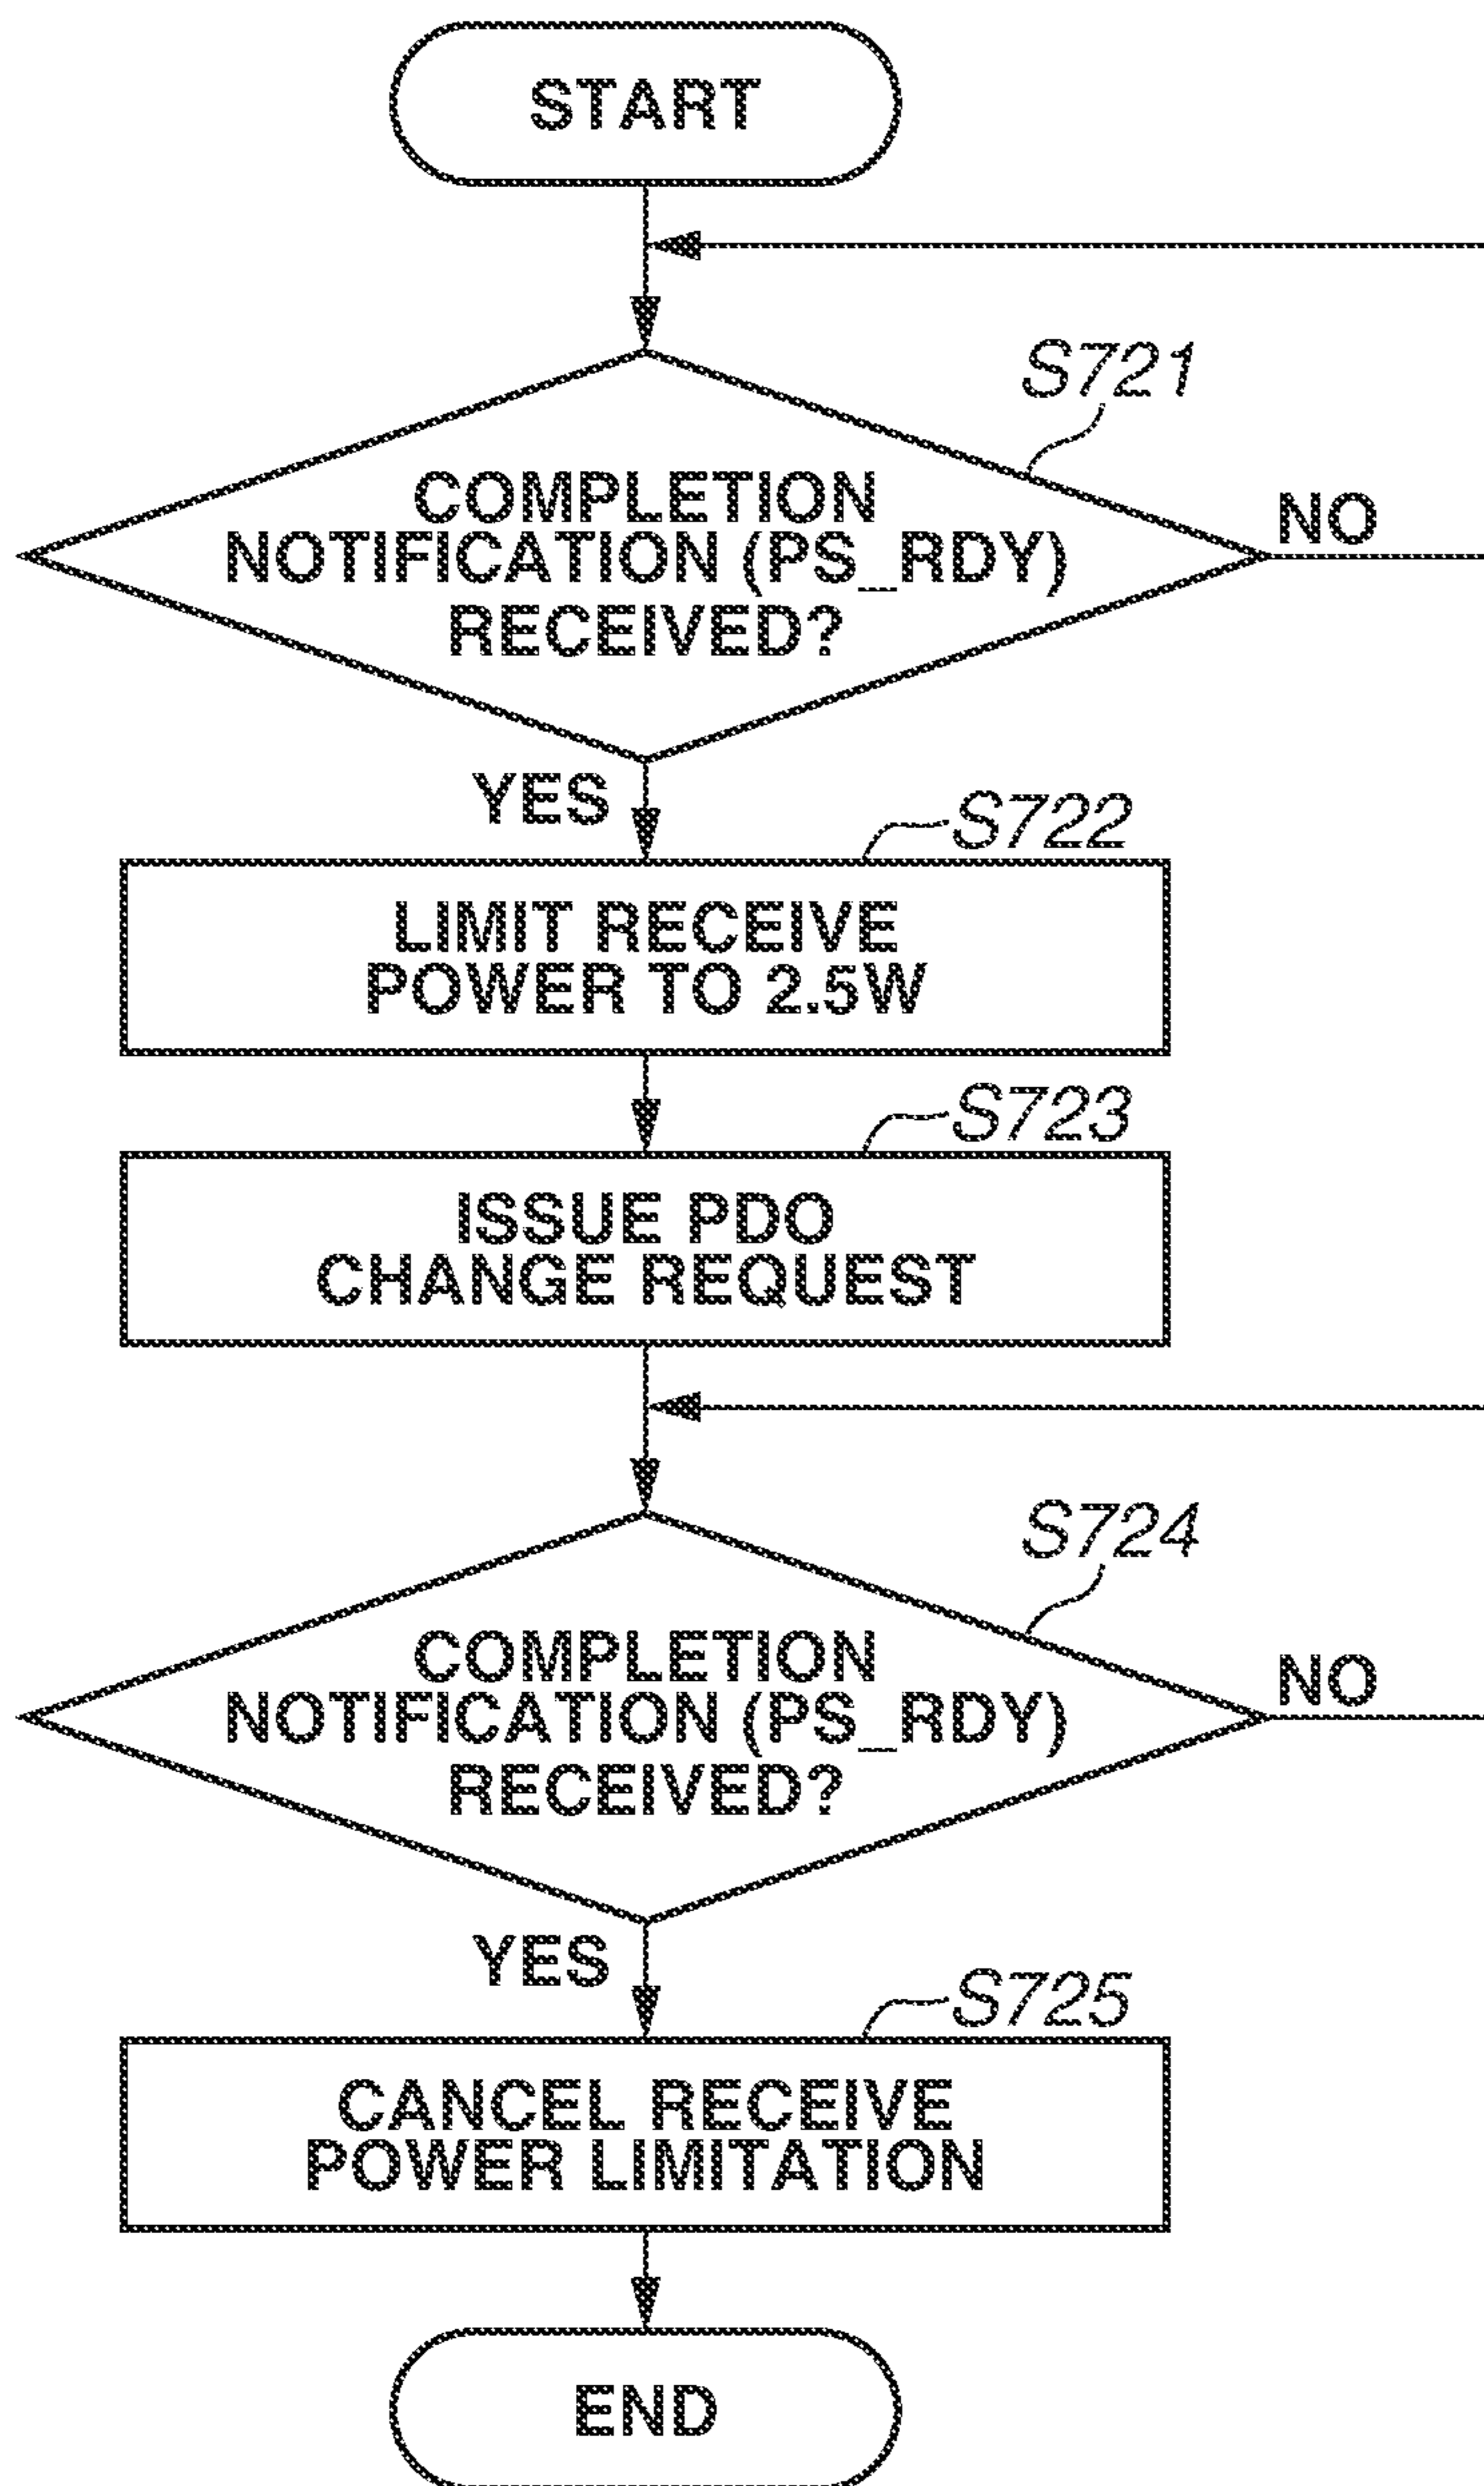 START
S721
COMPLETION
NOTIFICATION (PS_RDY)
RECEIVED?
NO
YES
S722
LIMIT RECEIVE
POWER TO 2.5W
S723
ISSUE PDO
CHANGE REQUEST
S724
COMPLETION
NOTIFICATION (PS_RDY)
RECEIVED?
NO
YES
S725
CANCEL RECEIVE
POWER LIMITATION
END